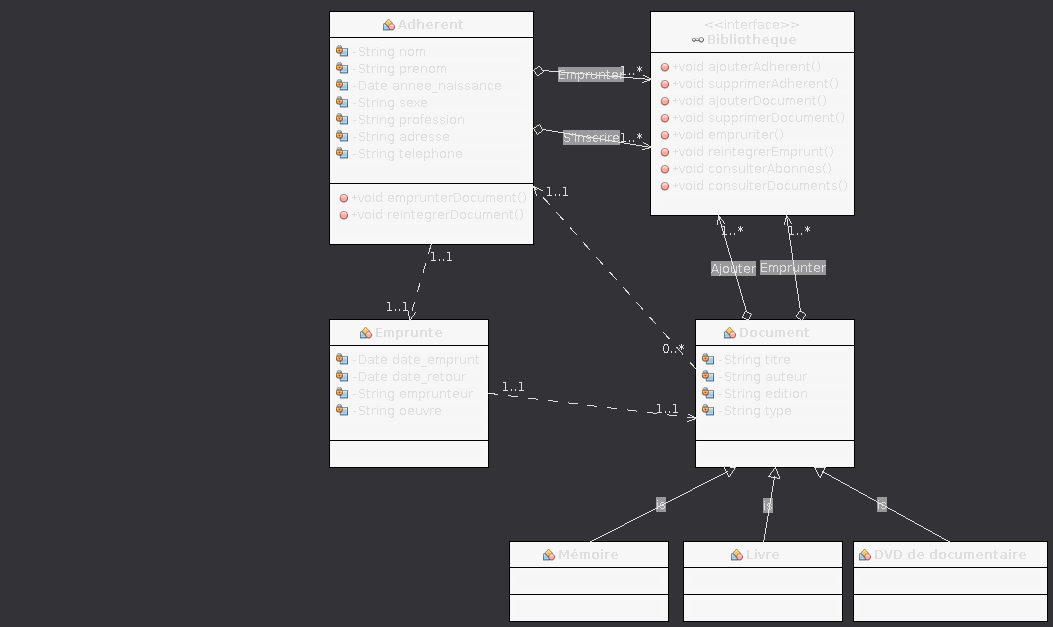 Adherent
-String nom
-String prenom
-Date annee_naissance
-String sexe
-String profession
-String adresse
-String telephone
+void emprunterDocument()
+void reintegrerDocument()
<<interface>>
Bibliotheque
+void ajouterAdherent()
+void supprimerAdherent()
+void ajouterDocument()
+void supprimerDocument()
+void emprunter()
+void reintegrerEmprunt()
+void consulterAbonnes()
+void consulterDocuments()
Emprunter
1..*
S'inscrire
1..*
1..1
1..*
1..*
Ajouter
Emprunter
1..1
1..1
0..*
Emprunte
-Date date_emprunt
-Date date_retour
-String emprunteur
-String oeuvre
1..1
1..1
Document
-String titre
-String auteur
-String edition
-String type
is
is
is
Mémoire
Livre
DVD de documentaire